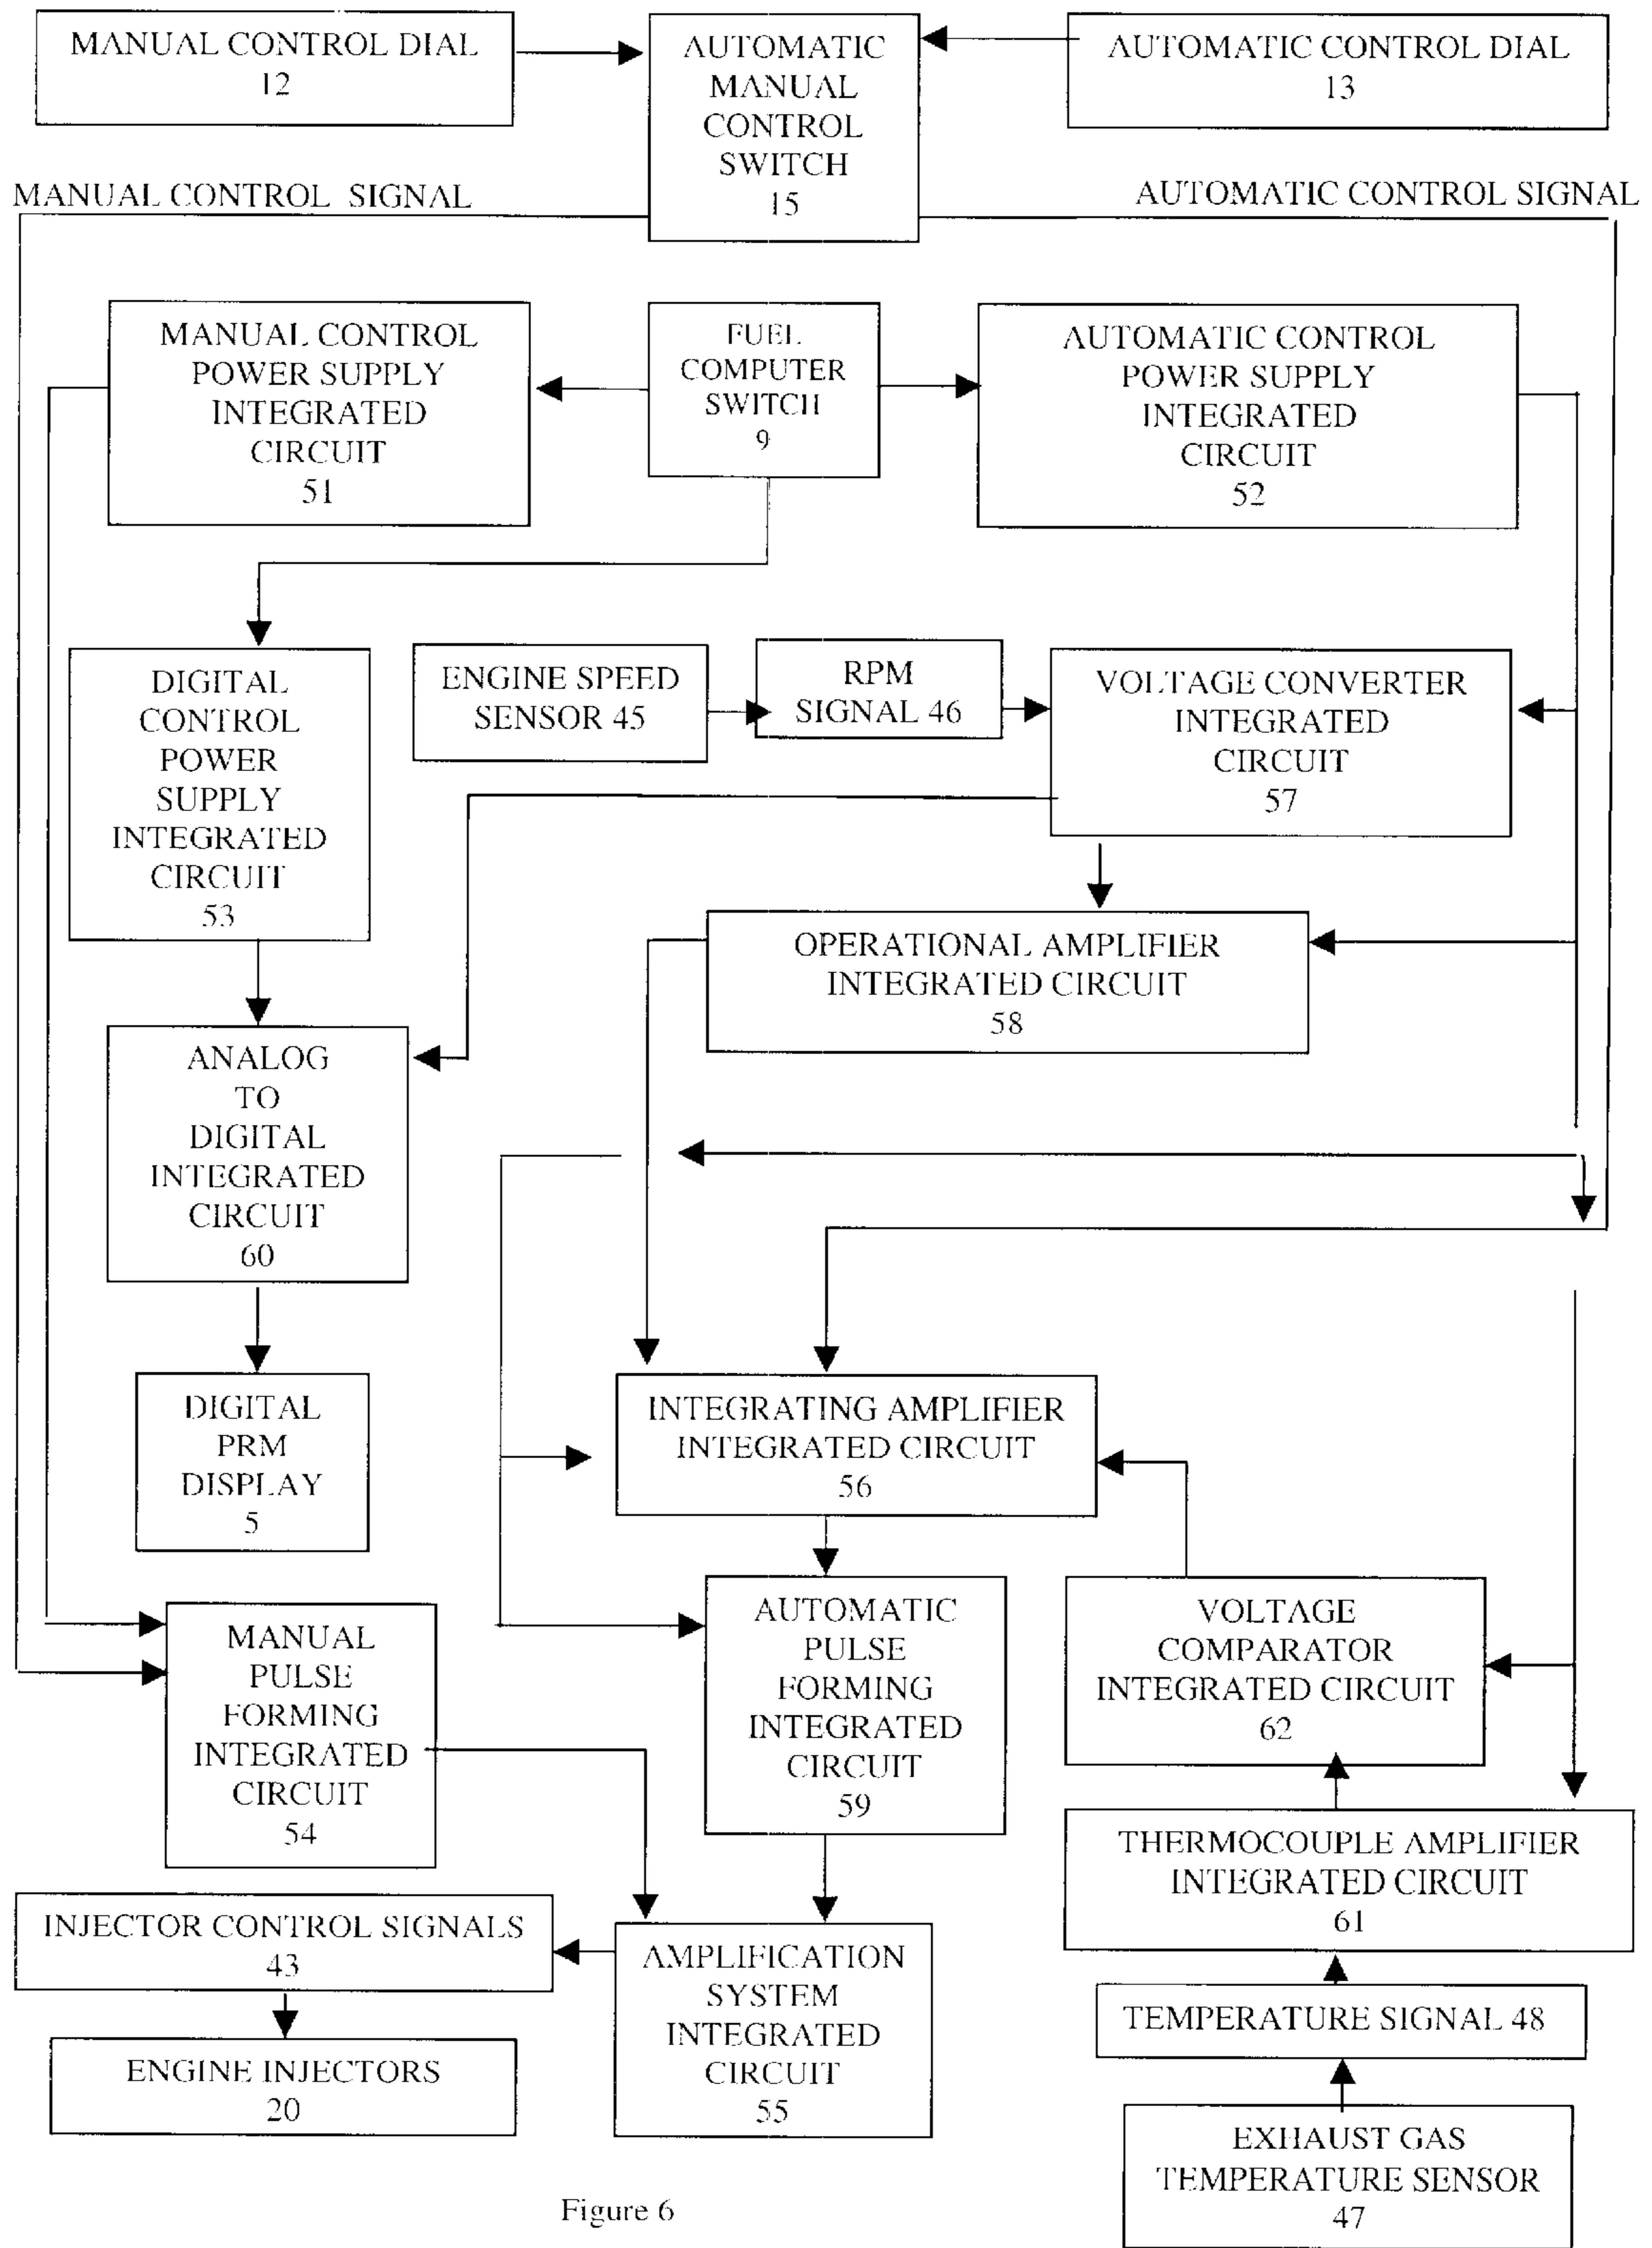 MANUAL CONTROL DIAL
12
AUTOMATIC
MANUAL
CONTROL
SWITCH
15
AUTOMATIC CONTROL DIAL
13
MANUAL CONTROL SIGNAL
AUTOMATIC CONTROL SIGNAL
MANUAL CONTROL
POWER SUPPLY
INTEGRATED
CIRCUIT
51
FUEL
COMPUTER
SWITCH
9
AUTOMATIC CONTROL
POWER SUPPLY
INTEGRATED
CIRCUIT
52
DIGITAL
CONTROL
POWER
SUPPLY
INTEGRATED
CIRCUIT
53
ENGINE SPEED
SENSOR 45
RPM
SIGNAL 46
VOLTAGE CONVERTER
INTEGRATED
CIRCUIT
57
OPERATIONAL AMPLIFIER
INTEGRATED CIRCUIT
58
ANALOG
TO
DIGITAL
INTEGRATED
CIRCUIT
60
DIGITAL
PRM
DISPLAY
5
INTEGRATING AMPLIFIER
INTEGRATED CIRCUIT
56
MANUAL
PULSE
FORMING
INTEGRATED
CIRCUIT
54
AUTOMATIC
PULSE
FORMING
INTEGRATED
CIRCUIT
59
VOLTAGE
COMPARATOR
INTEGRATED CIRCUIT
62
THERMOCOUPLE AMPLIFIER
INTEGRATED CIRCUIT
61
INJECTOR CONTROL SIGNALS
43
AMPLIFICATION
SYSTEM
INTEGRATED
CIRCUIT
55
TEMPERATURE SIGNAL 48
ENGINE INJECTORS
20
EXHAUST GAS
TEMPERATURE SENSOR
47
Figure 6